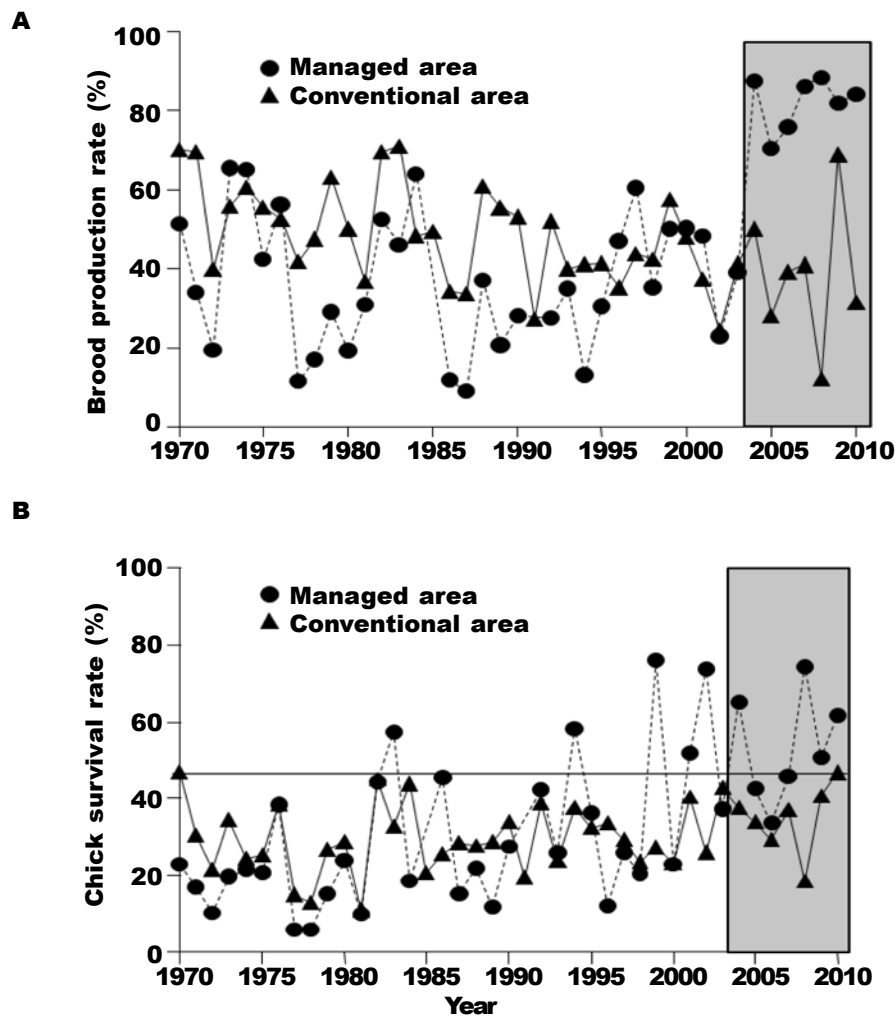 A
100
80
60
40
20
0
Brood production rate (%)
Managed area
Conventional area
1970 1975 1980 1985 1990 1995 2000 2005 2010
B
100
80
60
40
20
0
Chick survival rate (%)
Managed area
Conventional area
1970 1975 1980 1985 1990 1995 2000 2005 2010
Year